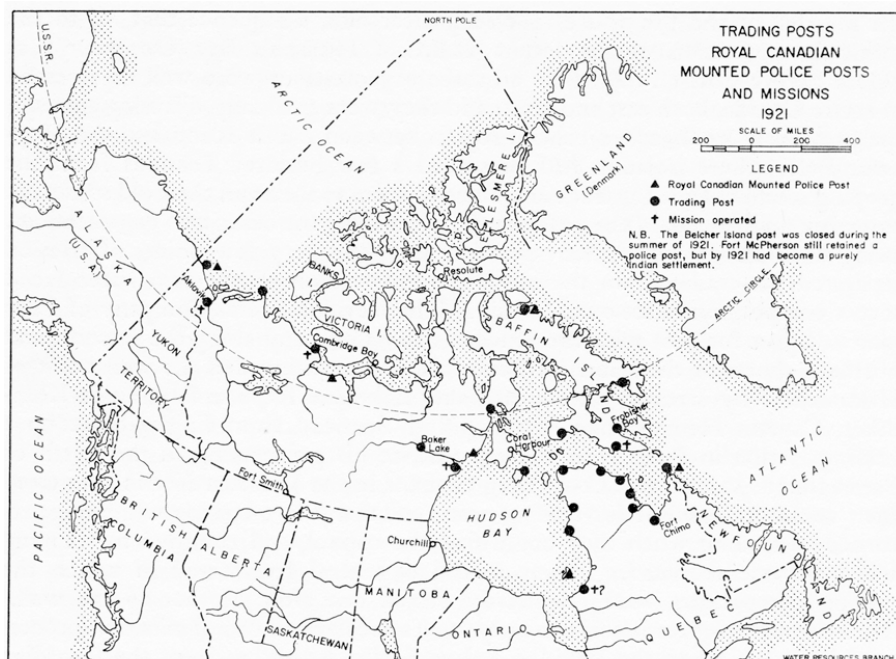 NORTH POLE
TRADING POSTS
ROYAL CANADIAN
MOUNTED POLICE POSTS
AND MISSIONS
1921
SCALE OF MILES
200 0 200 400
LEGEND
Royal Canadian Mounted Police Post
Trading Post
Mission operated
N.B. The Belcher Island post was closed during the
summer of 1921. Fort McPherson still retained a
police post, but by 1921 had become a purely
Indian settlement.
USSR
ARCTIC OCEAN
ELLESMERE I.
GREENLAND
(Denmark)
ALASKA
(USA)
BANKS
I.
Resolute
ARCTIC CIRCLE
Aklavik
VICTORIA I.
BAFFIN ISLAND
Cambridge Bay
YUKON
TERRITORY
Frobisher
Bay
Baker
Lake
Coral
Harbour
ATLANTIC
OCEAN
PACIFIC OCEAN
Fort Smith
HUDSON
BAY
Fort
Chimo
NEWFOUNDLAND
BRITISH
COLUMBIA
ALBERTA
Churchill
?
MANITOBA
SASKATCHEWAN
ONTARIO
QUEBEC
WATER RESOURCES BRANCH